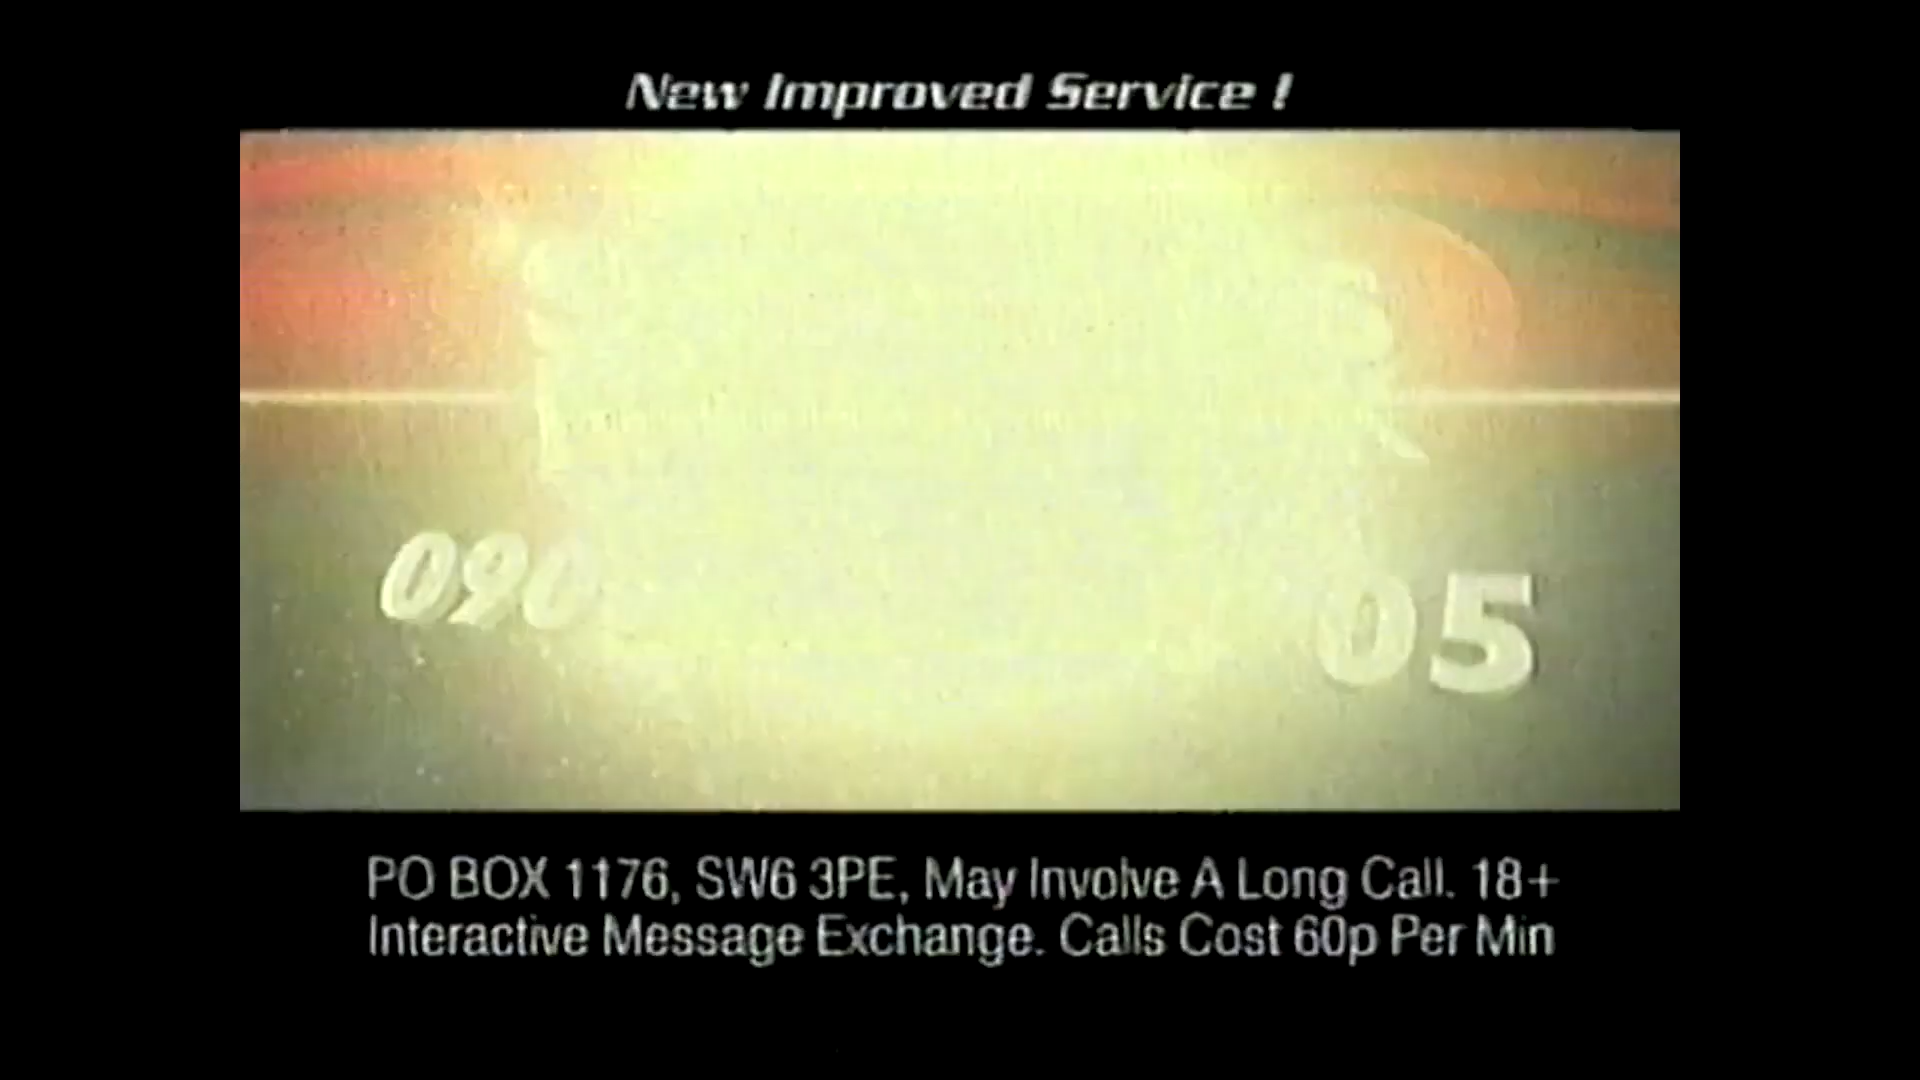 New Improved Service !
090
05
PO BOX 1176, SW6 3PE, May Involve A Long Call. 18+
Interactive Message Exchange. Calls Cost 60p Per Min